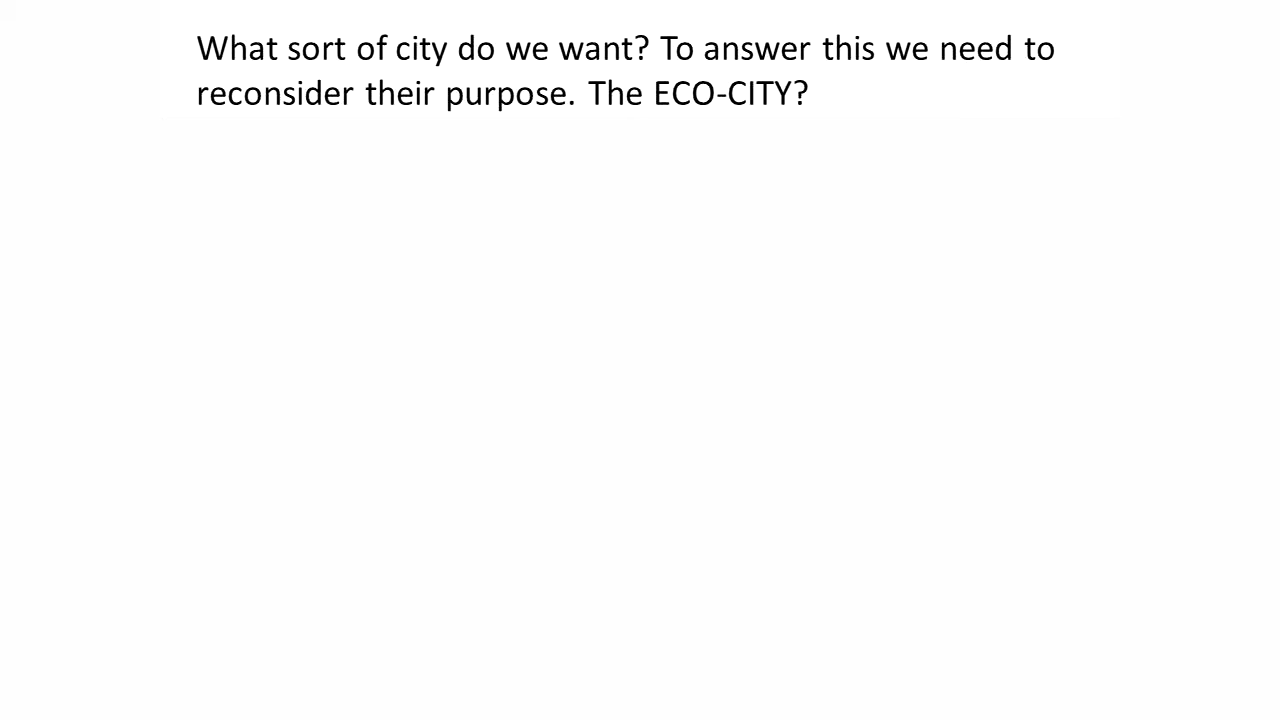 What sort of city do we want? To answer this we need to
reconsider their purpose. The ECO-CITY?